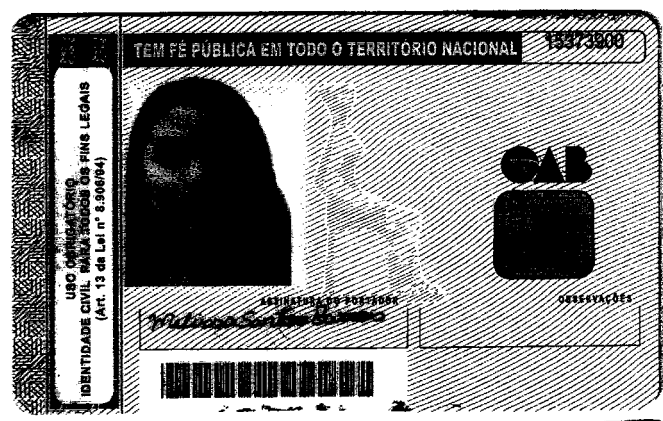 TEM FÉ PÚBLICA EM TODO O TERRITÓRIO NACIONAL
15373900
USO OBRIGATÓRIO
IDENTIDADE CIVIL PARA TODOS OS FINS LEGAIS
(Art. 13 da Lei nº 8.906/94)
OAB
ASSINATURA DO PORTADOR
OBSERVAÇÕES